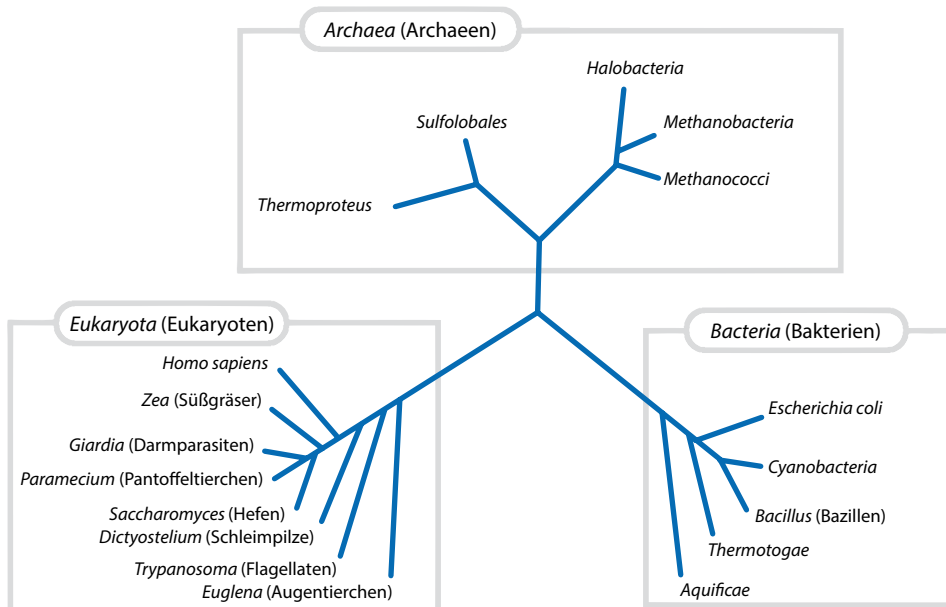 Archaea (Archaeen)
Halobacteria
Sulfolobales
Methanobacteria
Methanococci
Thermoproteus
Eukaryota (Eukaryoten)
Homo sapiens
Zea (Süßgräser)
Giardia (Darmparasiten)
Paramecium (Pantoffeltierchen)
Saccharomyces (Hefen)
Dictyostelium (Schleimpilze)
Trypanosoma (Flagellaten)
Euglena (Augentierchen)
Bacteria (Bakterien)
Escherichia coli
Cyanobacteria
Bacillus (Bazillen)
Thermotogae
Aquificae